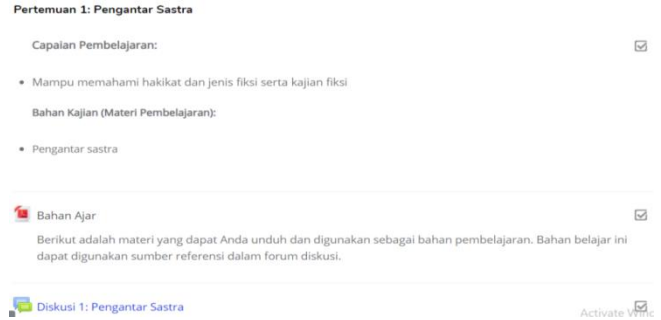 Pertemuan 1: Pengantar Sastra
Capaian Pembelajaran:
Mampu memahami hakikat dan jenis fiksi serta kajian fiksi
Bahan Kajian (Materi Pembelajaran):
Pengantar sastra
Bahan Ajar
Berikut adalah materi yang dapat Anda unduh dan digunakan sebagai bahan pembelajaran. Bahan belajar ini
dapat digunakan sumber referensi dalam forum diskusi.
Diskusi 1: Pengantar Sastra
Activate